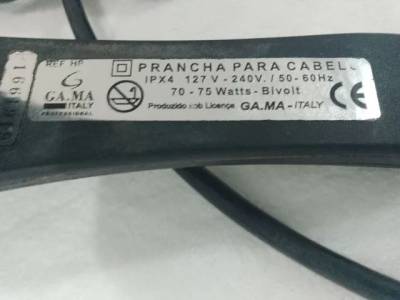 REF HP
GA.MA
ITALY
PROFESSIONAL
PRANCHA PARA CABEL
IPX4 127 V - 240V. / 50-60Hz
70 - 75 Watts - Bivolt
Produzido sob Licença GA.MA-ITALY CE